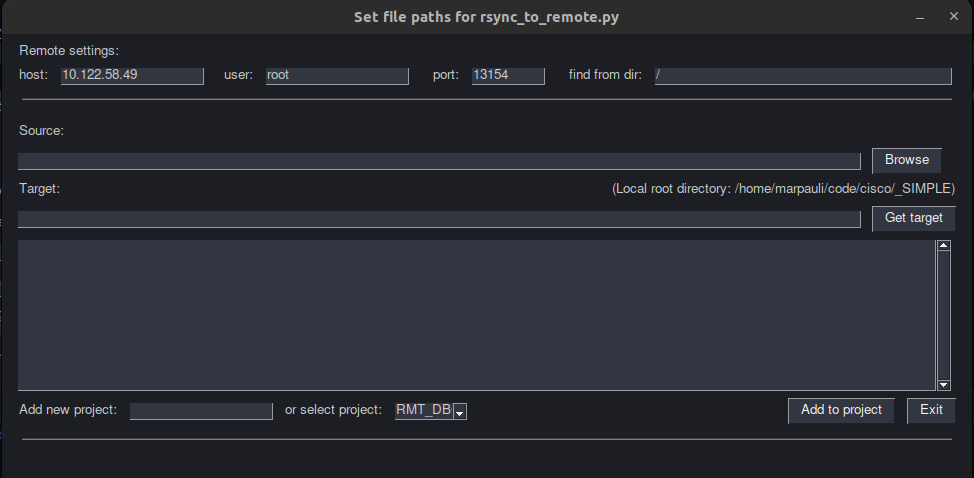 Set file paths for rsync_to_remote.py
Remote settings:
host: 10.122.58.49 user: root port: 13154 find from dir: /
Source:
Browse
Target: (Local root directory: /home/marpauli/code/cisco/_SIMPLE)
Get target
Add new project: or select project: RMT_DB Add to project Exit